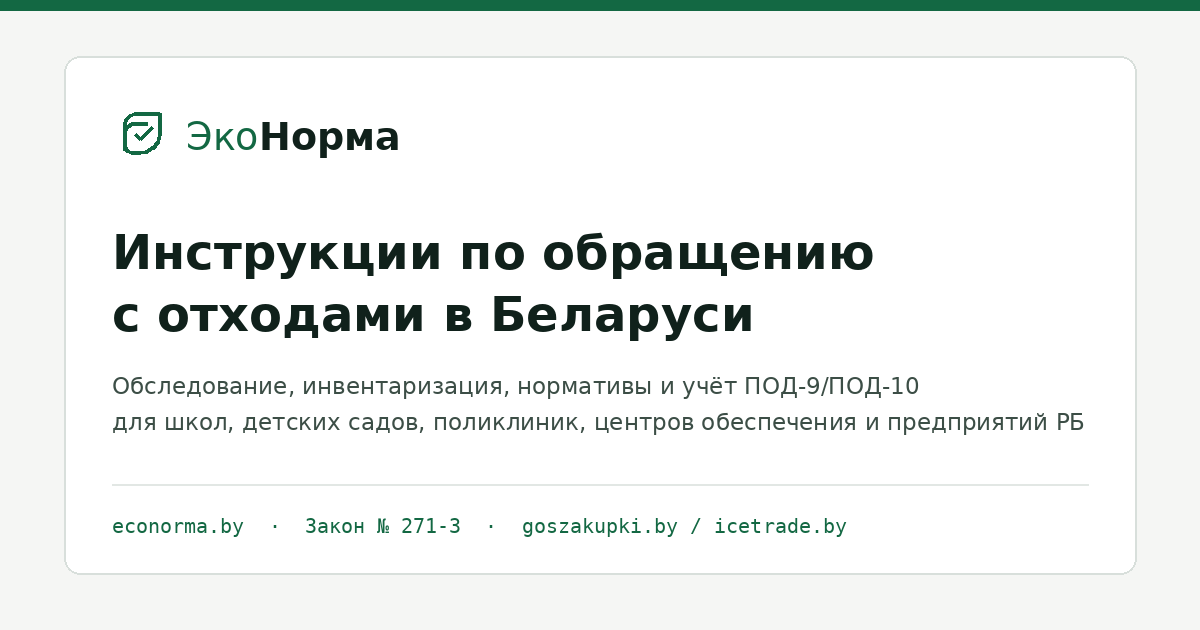 ЭкоНорма
Инструкции по обращению
с отходами в Беларуси
Обследование, инвентаризация, нормативы и учёт ПОД-9/ПОД-10
для школ, детских садов, поликлиник, центров обеспечения и предприятий РБ
econorma.by · Закон № 271-З · goszakupki.by / icetrade.by